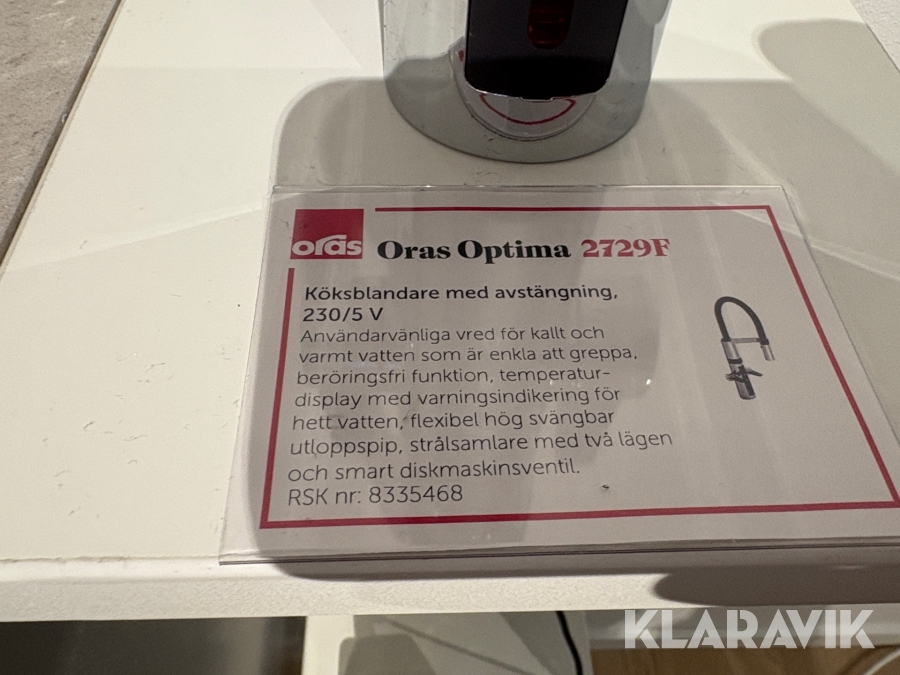 oras
Oras Optima 2729F
Köksblandare med avstängning,
230/5 V
Användarvänliga vred för kallt och
varmt vatten som är enkla att greppa,
beröringsfri funktion, temperatur-
display med varningsindikering för
hett vatten, flexibel hög svängbar
utloppspip, strålsamlare med två lägen
och smart diskmaskinsventil.
RSK nr: 8335468
KLARAVIK